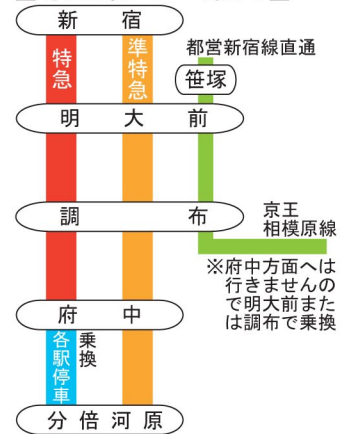 新宿
都営新宿線直通
特急
準特急
笹塚
明大前
調布
京王
相模原線
※府中方面へは
行きませんの
で明大前また
は調布で乗換
府中
各駅停車
乗換
分倍河原